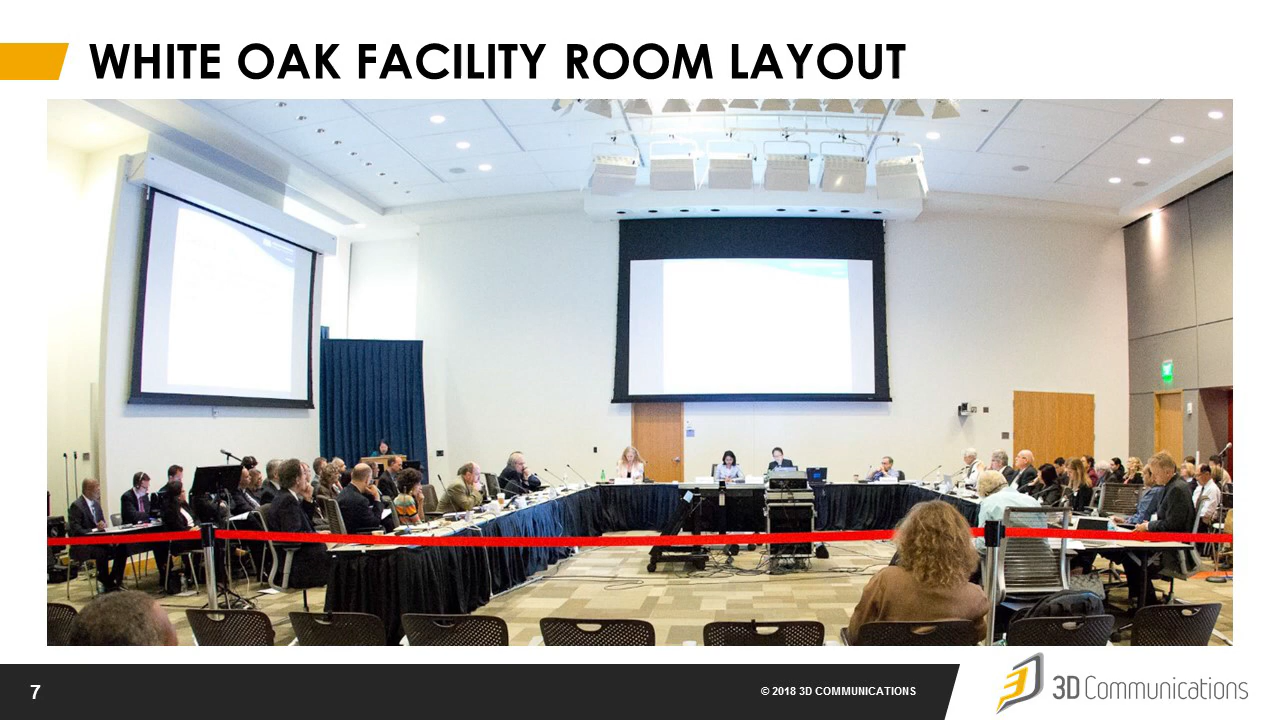 WHITE OAK FACILITY ROOM LAYOUT
7
© 2018 3D COMMUNICATIONS
3D Communications